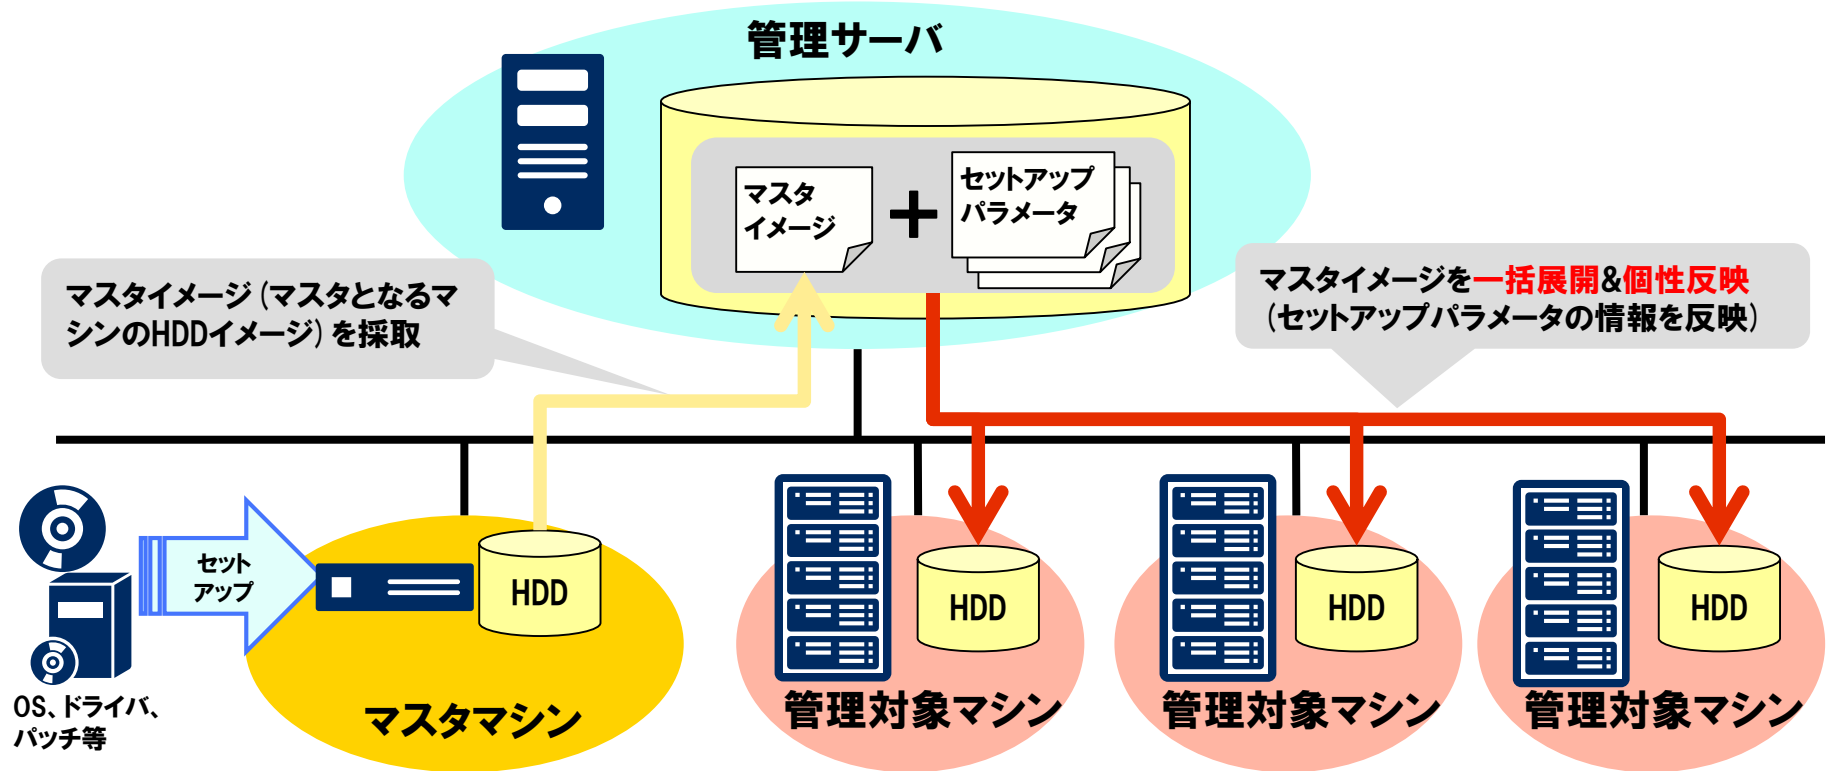 管理サーバ
マスタ
イメージ
セットアップ
パラメータ
マスタイメージ(マスタとなるマ
シンのHDDイメージ)を採取
マスタイメージを一括展開&個性反映
(セットアップパラメータの情報を反映)
セット
アップ
HDD
HDD
HDD
HDD
OS、ドライバ、
パッチ等
マスタマシン
管理対象マシン
管理対象マシン
管理対象マシン